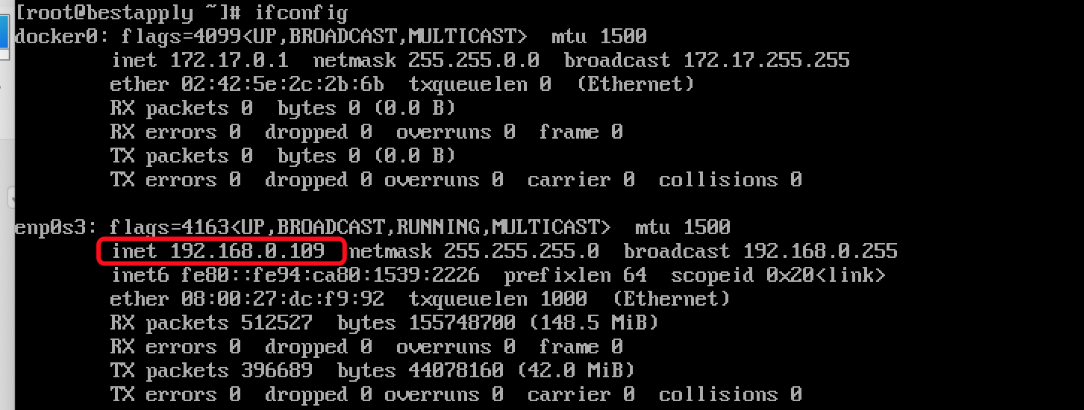 [root@bestapply ~]# ifconfig
docker0: flags=4099<UP,BROADCAST,MULTICAST>  mtu 1500
inet 172.17.0.1  netmask 255.255.0.0  broadcast 172.17.255.255
ether 02:42:5e:2c:2b:6b  txqueuelen 0  (Ethernet)
RX packets 0  bytes 0 (0.0 B)
RX errors 0  dropped 0  overruns 0  frame 0
TX packets 0  bytes 0 (0.0 B)
TX errors 0  dropped 0 overruns 0  carrier 0  collisions 0
enp0s3: flags=4163<UP,BROADCAST,RUNNING,MULTICAST>  mtu 1500
inet 192.168.0.109  netmask 255.255.255.0  broadcast 192.168.0.255
inet6 fe80::fe94:ca80:1539:2226  prefixlen 64  scopeid 0x20<link>
ether 08:00:27:dc:f9:92  txqueuelen 1000  (Ethernet)
RX packets 512527  bytes 155748700 (148.5 MiB)
RX errors 0  dropped 0  overruns 0  frame 0
TX packets 396689  bytes 44078160 (42.0 MiB)
TX errors 0  dropped 0 overruns 0  carrier 0  collisions 0